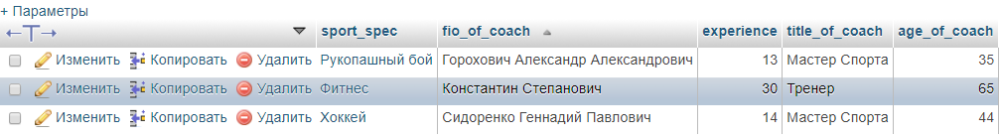 + Параметры
←T→ sport_spec fio_of_coach experience title_of_coach age_of_coach
Изменить Копировать Удалить Рукопашный бой Горохович Александр Александрович 13 Мастер Спорта 35
Изменить Копировать Удалить Фитнес Константин Степанович 30 Тренер 65
Изменить Копировать Удалить Хоккей Сидоренко Геннадий Павлович 14 Мастер Спорта 44